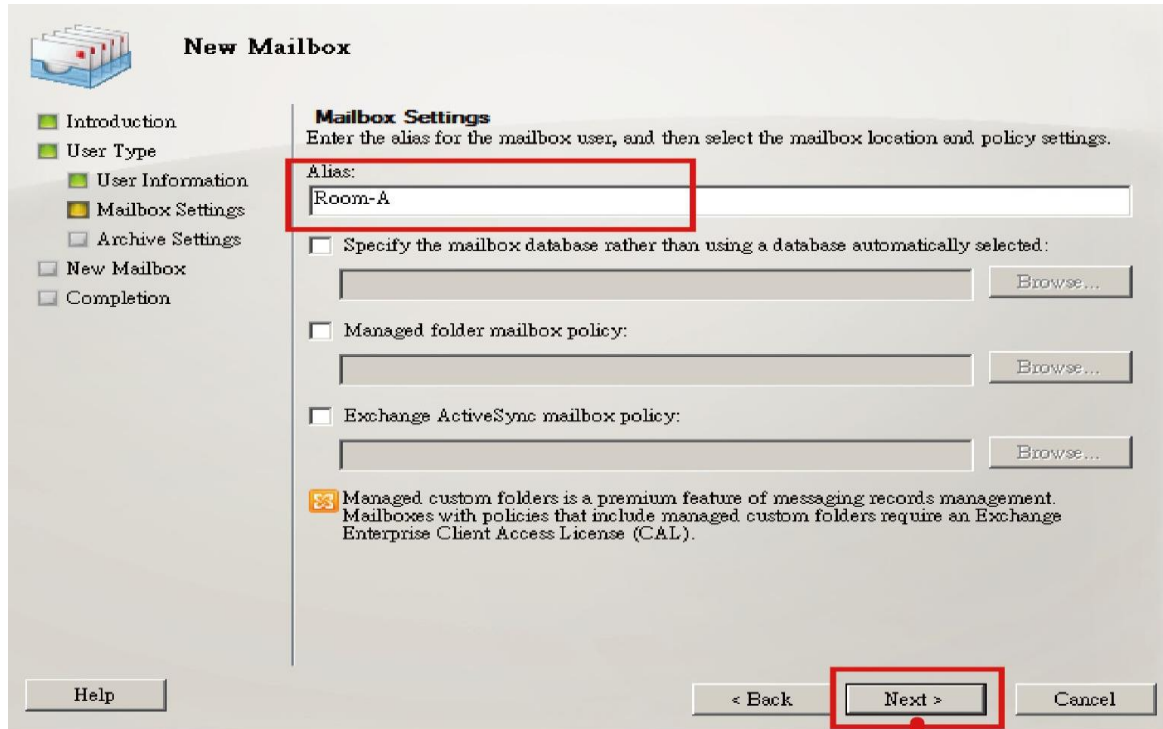 New Mailbox
Introduction
User Type
User Information
Mailbox Settings
Archive Settings
New Mailbox
Completion
Mailbox Settings
Enter the alias for the mailbox user, and then select the mailbox location and policy settings.
Alias:
Room-A
Specify the mailbox database rather than using a database automatically selected:
Browse...
Managed folder mailbox policy:
Browse...
Exchange ActiveSync mailbox policy:
Browse...
Managed custom folders is a premium feature of messaging records management.
Mailboxes with policies that include managed custom folders require an Exchange
Enterprise Client Access License (CAL).
Help
< Back
Next >
Cancel